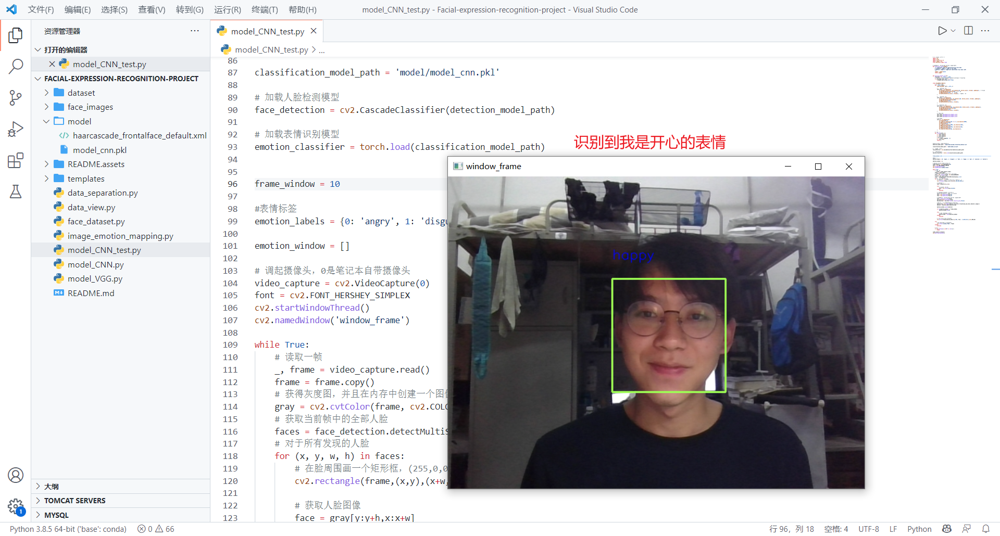 文件(F) 编辑(E) 选择(S) 查看(V) 转到(G) 运行(R) 终端(T) 帮助(H) model_CNN_test.py - Facial-expression-recognition-project - Visual Studio Code
资源管理器
打开的编辑器
model_CNN_test.py
FACIAL-EXPRESSION-RECOGNITION-PROJECT
dataset
face_images
model
haarcascade_frontalface_default.xml
model_cnn.pkl
README.assets
templates
data_separation.py
data_view.py
face_dataset.py
image_emotion_mapping.py
model_CNN_test.py
model_CNN.py
model_VGG.py
README.md
大纲
TOMCAT SERVERS
MYSQL
1
model_CNN_test.py
model_CNN_test.py > ...
86
87 classification_model_path = 'model/model_cnn.pkl'
88
89 # 加载人脸检测模型
90 face_detection = cv2.CascadeClassifier(detection_model_path)
91
92 # 加载表情识别模型
93 emotion_classifier = torch.load(classification_model_path)
94
95
96 frame_window = 10
97
98 #表情标签
99 emotion_labels = {0: 'angry', 1: 'disgu
100
101 emotion_window = []
102
103 # 调起摄像头，0是笔记本自带摄像头
104 video_capture = cv2.VideoCapture(0)
105 font = cv2.FONT_HERSHEY_SIMPLEX
106 cv2.startWindowThread()
107 cv2.namedWindow('window_frame')
108
109 while True:
110 # 读取一帧
111 _, frame = video_capture.read()
112 frame = frame.copy()
113 # 获得灰度图，并且在内存中创建一个图像
114 gray = cv2.cvtColor(frame, cv2.COLO
115 # 获取当前帧中的全部人脸
116 faces = face_detection.detectMultiS
117 # 对于所有发现的人脸
118 for (x, y, w, h) in faces:
119 # 在脸周围画一个矩形框，(255,0,0
120 cv2.rectangle(frame,(x,y),(x+w,
121
122 # 获取人脸图像
123 face = gray[y:y+h,x:x+w]
识别到我是开心的表情
window_frame
happy
Python 3.8.5 64-bit ('base': conda) 0 66 行 96，列 18 空格: 4 UTF-8 LF Python